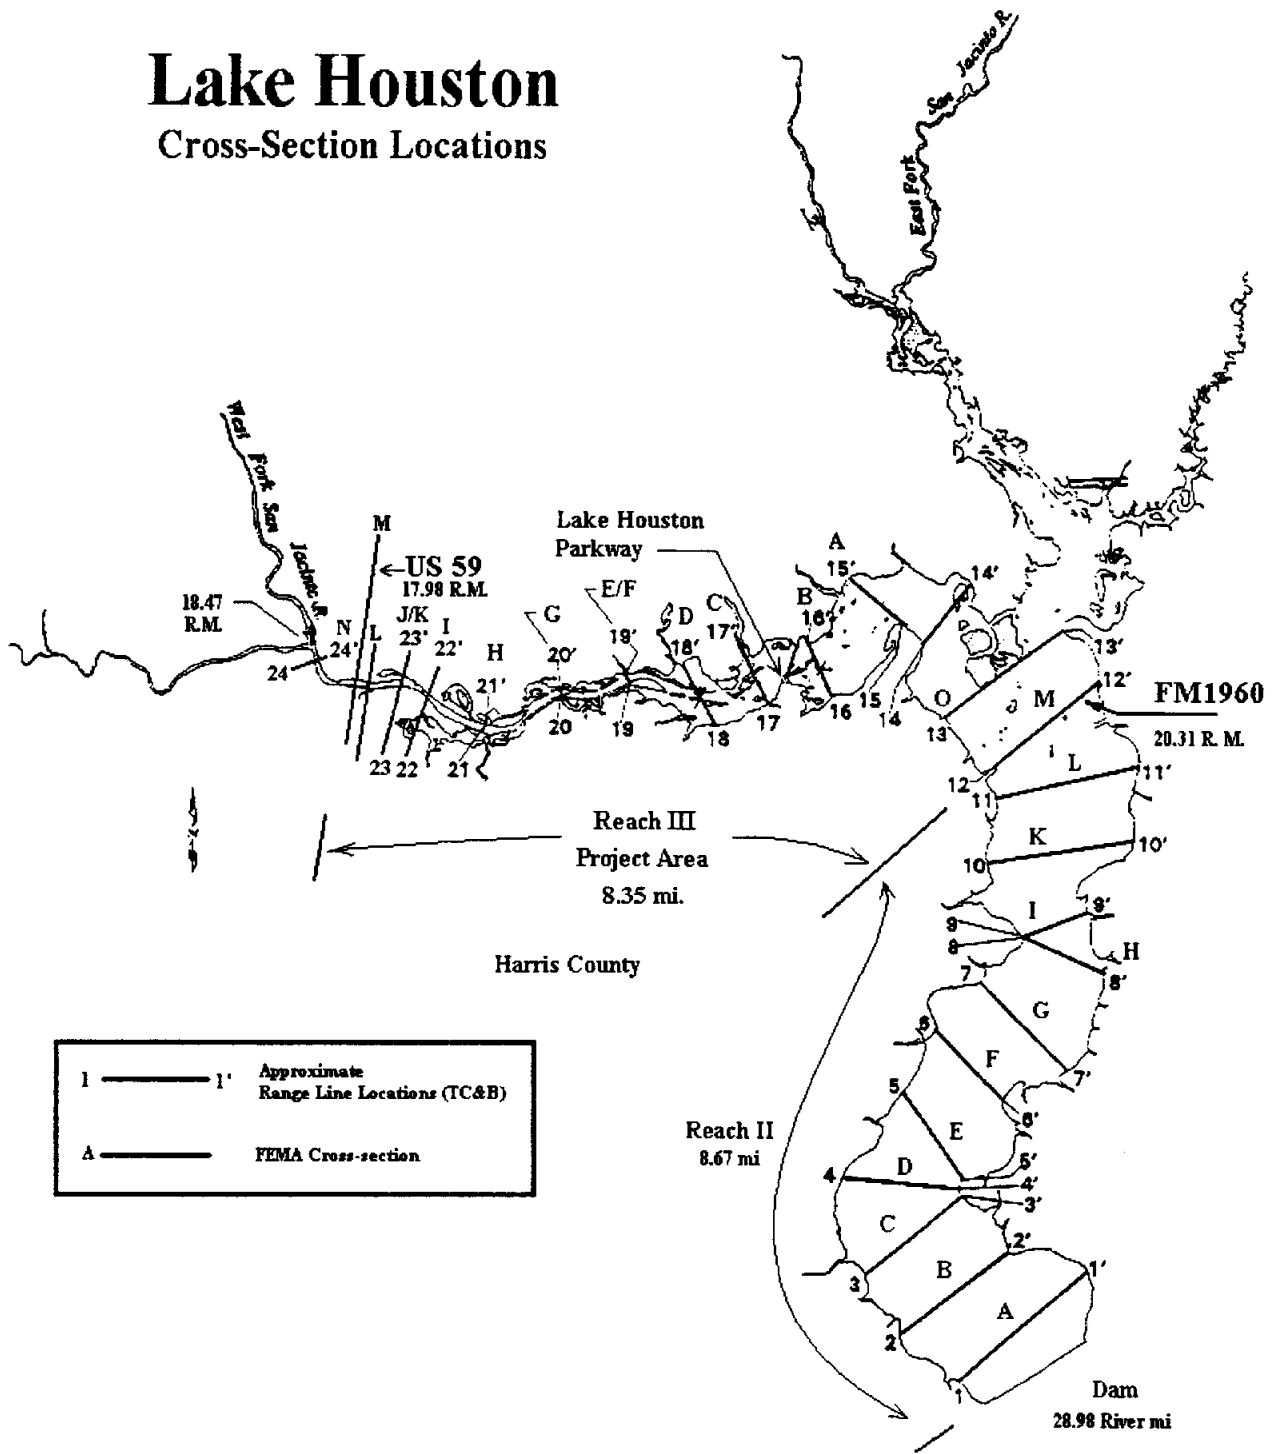 Lake Houston
Cross-Section Locations
East Fork San Jacinto R.
West Fork San Jacinto R.
M
US 59
17.98 R.M.
Lake Houston
Parkway
A
15'
14'
18.47
R.M.
N
24'
L
J/K
23'
I
22'
H
21'
G
20'
E/F
19'
D
18'
C
17'
B
16'
24
23
22
21
20
19
18
17
16
15
14
13
O
13'
12'
M
FM1960
20.31 R. M.
12
11
L
11'
K
10
10'
Reach III
Project Area
8.35 mi.
I
9
9'
8
H
8'
Harris County
7
G
7'
6
F
6'
5
E
5'
4
D
4'
3'
Reach II
8.67 mi
C
3
2'
B
2
A
1'
1
Dam
28.98 River mi
1 1' Approximate
Range Line Locations (TC&B)
A FEMA Cross-section